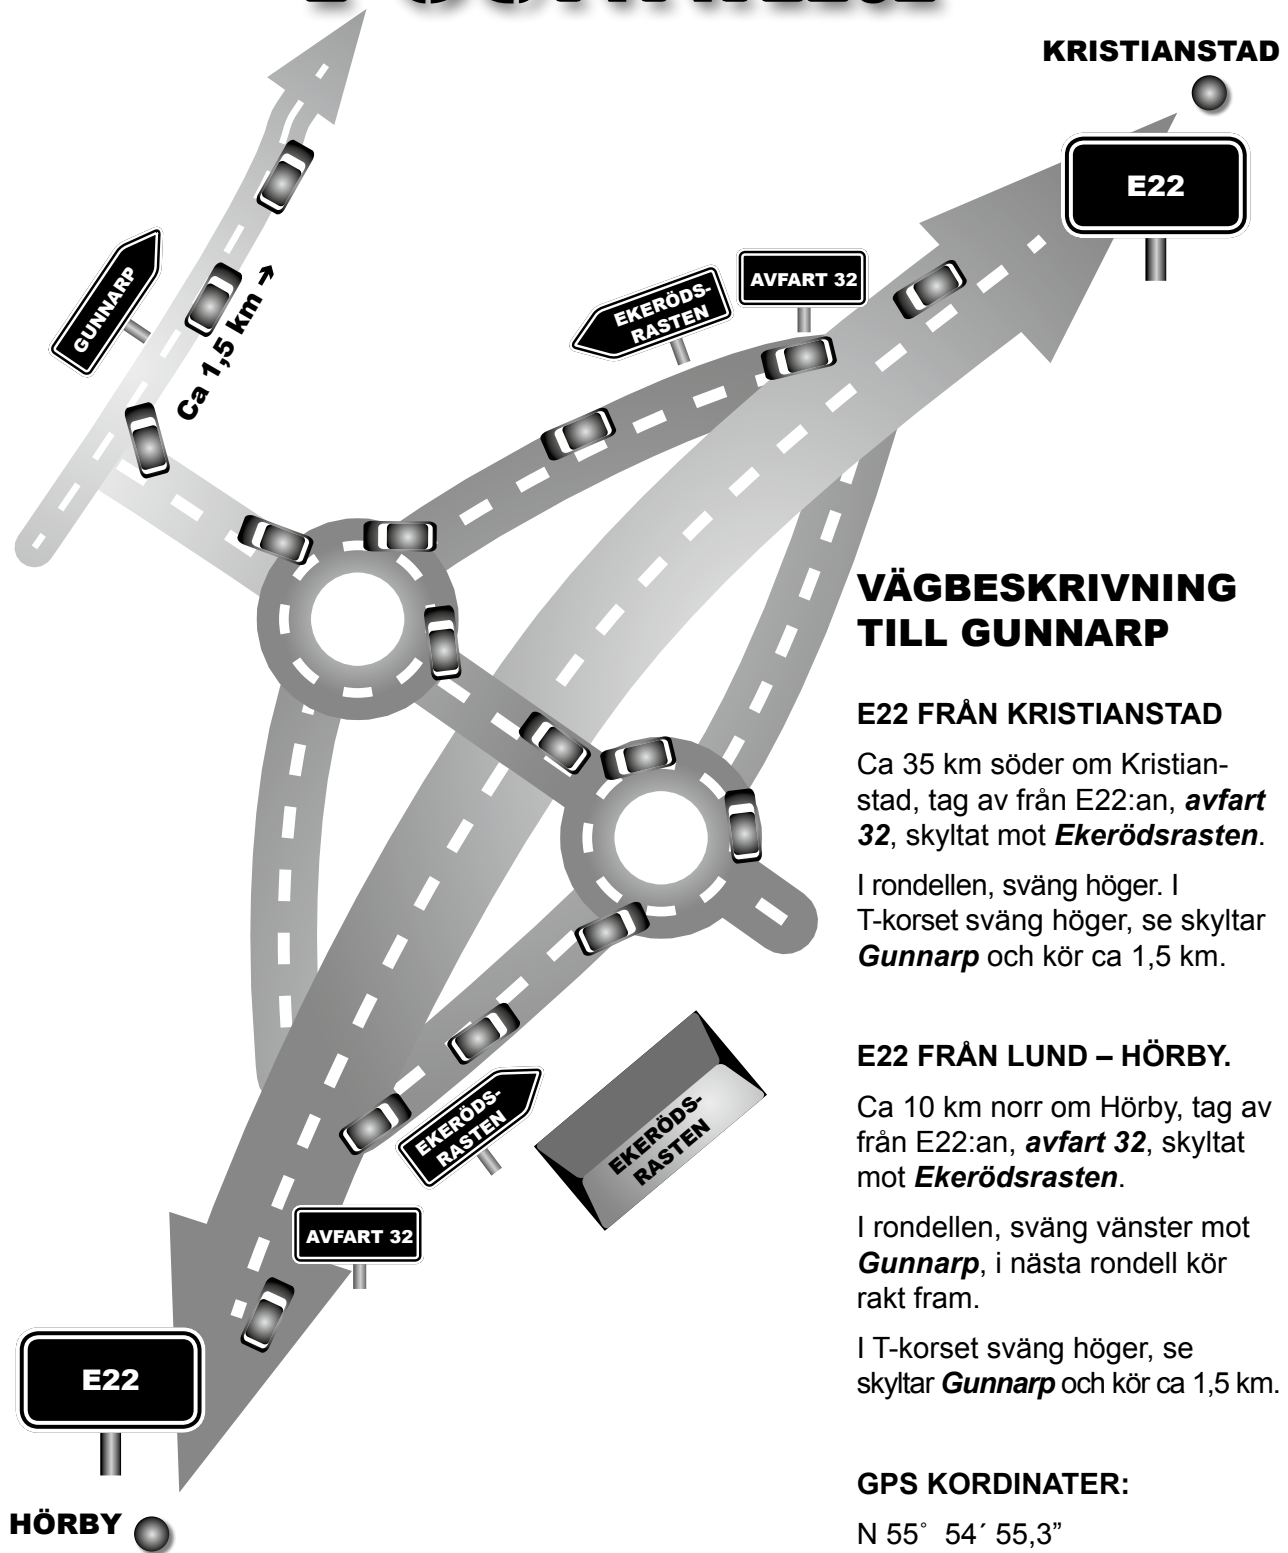 KRISTIANSTAD
E22
AVFART 32
EKERÖDS-
RASTEN
GUNNARP
Ca 1,5 km →
VÄGBESKRIVNING
TILL GUNNARP
E22 FRÅN KRISTIANSTAD
Ca 35 km söder om Kristian-
stad, tag av från E22:an, avfart
32, skyltat mot Ekerödsrasten.
I rondellen, sväng höger. I
T-korset sväng höger, se skyltar
Gunnarp och kör ca 1,5 km.
E22 FRÅN LUND – HÖRBY.
Ca 10 km norr om Hörby, tag av
från E22:an, avfart 32, skyltat
mot Ekerödsrasten.
I rondellen, sväng vänster mot
Gunnarp, i nästa rondell kör
rakt fram.
I T-korset sväng höger, se
skyltar Gunnarp och kör ca 1,5 km.
GPS KORDINATER:
N 55° 54´ 55,3”
EKERÖDS-
RASTEN
EKERÖDS-
RASTEN
AVFART 32
E22
HÖRBY